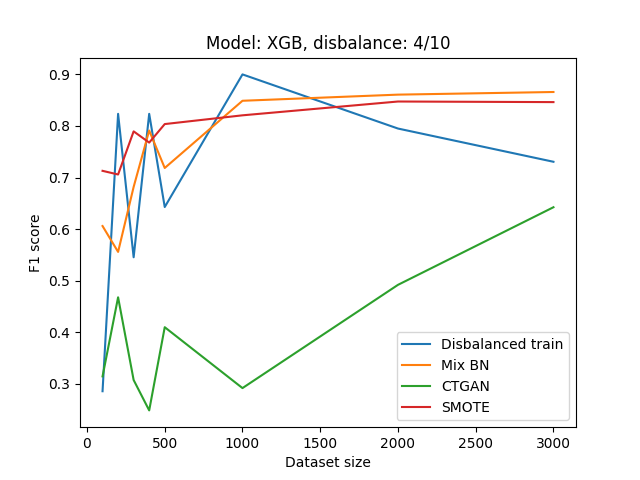 Model: XGB, disbalance: 4/10
F1 score
0.9
0.8
0.7
0.6
0.5
0.4
0.3
0
500
1000
1500
2000
2500
3000
Dataset size
Disbalanced train
Mix BN
CTGAN
SMOTE